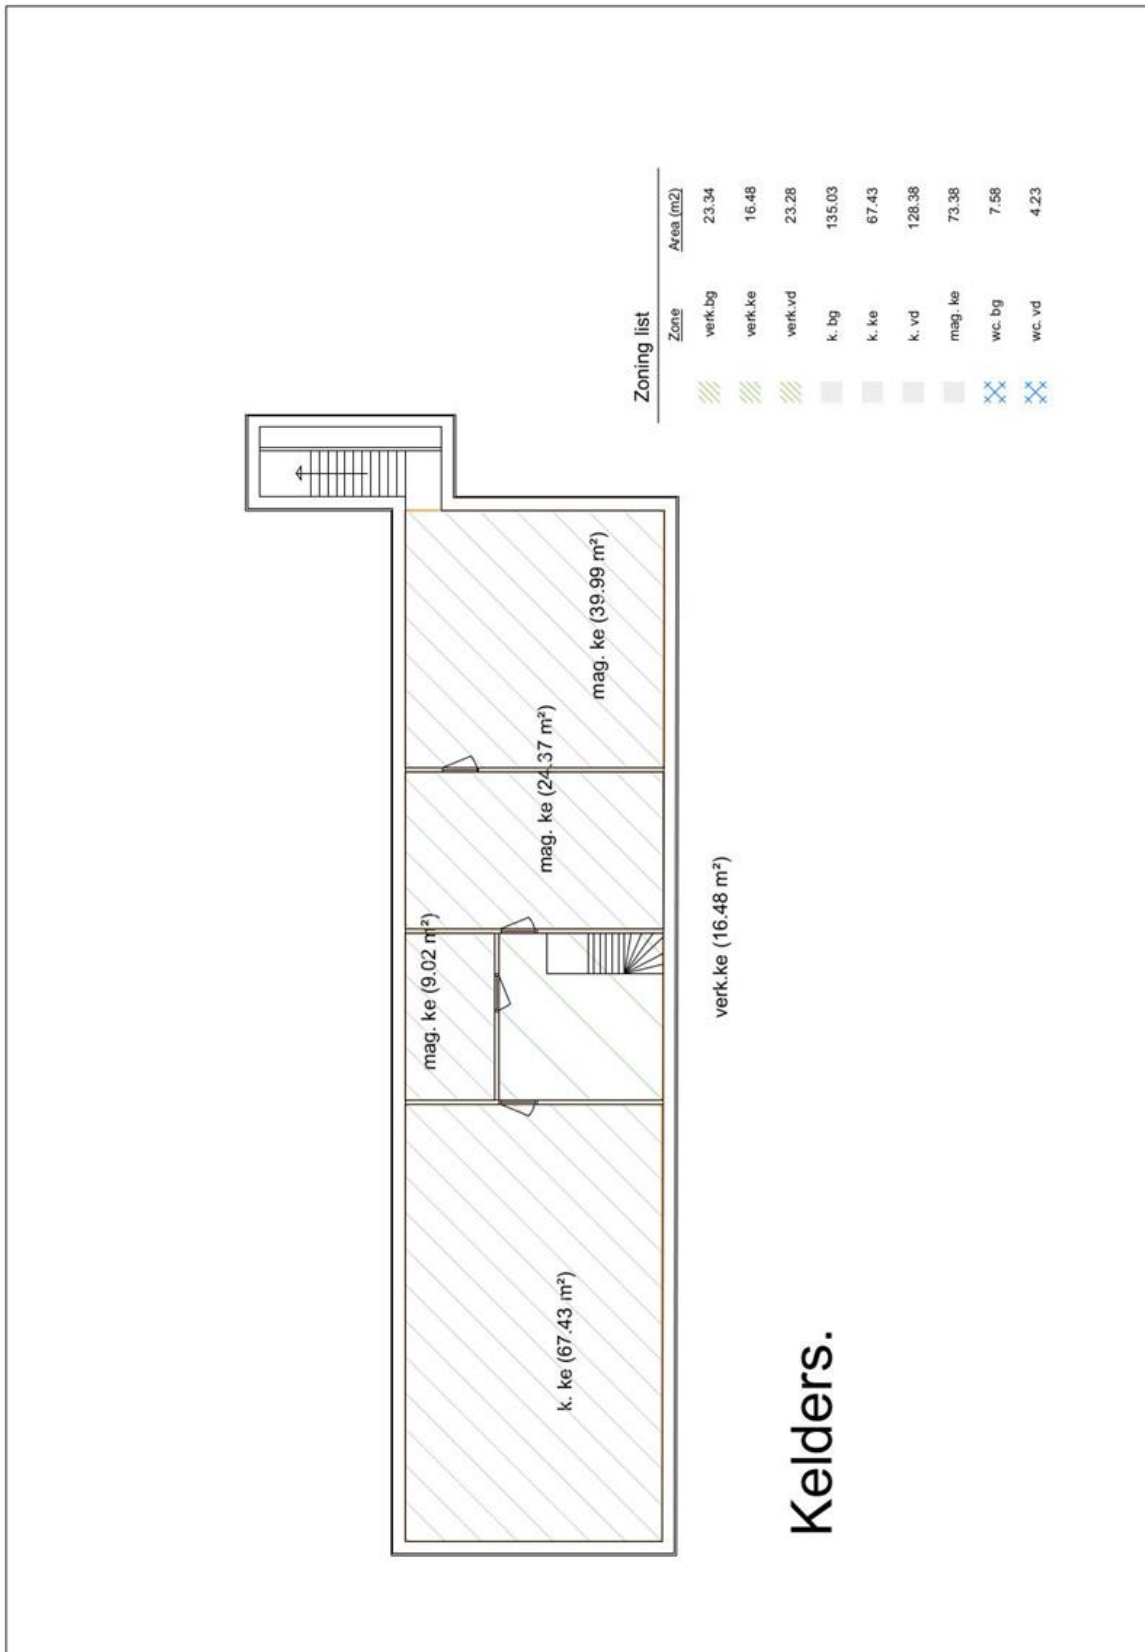 mag. ke (9.02 m²)
mag. ke (24.37 m²)
mag. ke (39.99 m²)
k. ke (67.43 m²)
verk.ke (16.48 m²)
Kelders.
Zoning list
Zone Area (m2)
verk.bg 23.34
verk.ke 16.48
verk.vd 23.28
k. bg 135.03
k. ke 67.43
k. vd 128.38
mag. ke 73.38
wc. bg 7.58
wc. vd 4.23